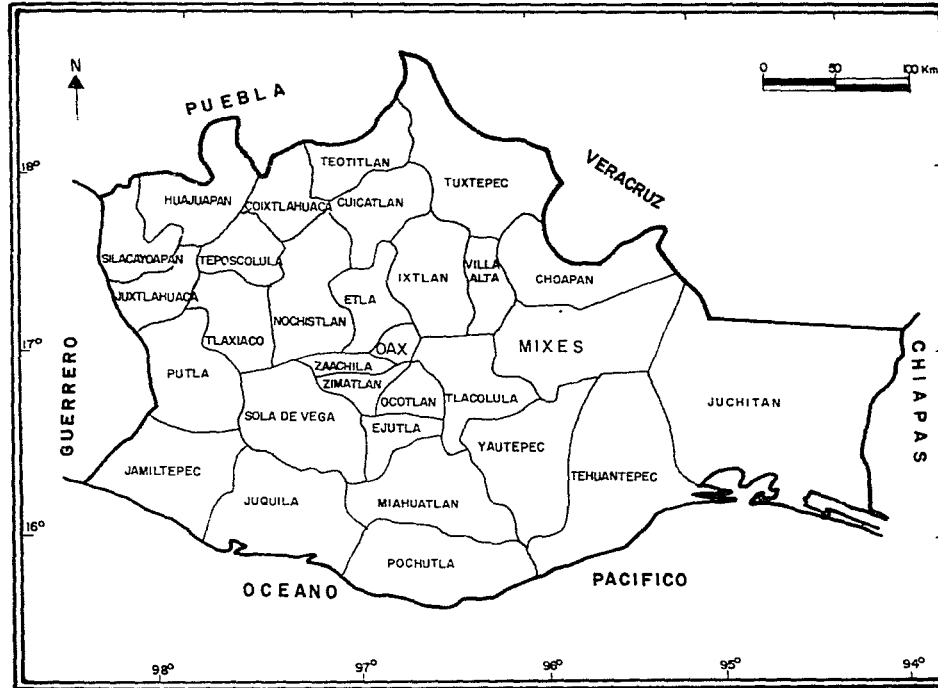 N
0 50 100 Km
PUEBLA
VERACRUZ
18°
TEOTITLAN
TUXTEPEC
HUAJUAPAN
COIXTLAHUACA
CUICATLAN
SILACAYOAPAN
TEPOSCOLULA
IXTLAN
VILLA
ALTA
CHOAPAN
JUXTLAHUACA
ETLA
NOCHISTLAN
TLAXIACO
OAX
MIXES
17°
GUERRERO
CHIAPAS
PUTLA
ZAACHILA
ZIMATLAN
OCOTLAN
TLACOLULA
JUCHITAN
SOLA DE VEGA
EJUTLA
YAUTEPEC
JAMILTEPEC
TEHUANTEPEC
JUQUILA
MIAHUATLAN
16°
POCHUTLA
OCEANO PACIFICO
98° 97° 96° 95° 94°